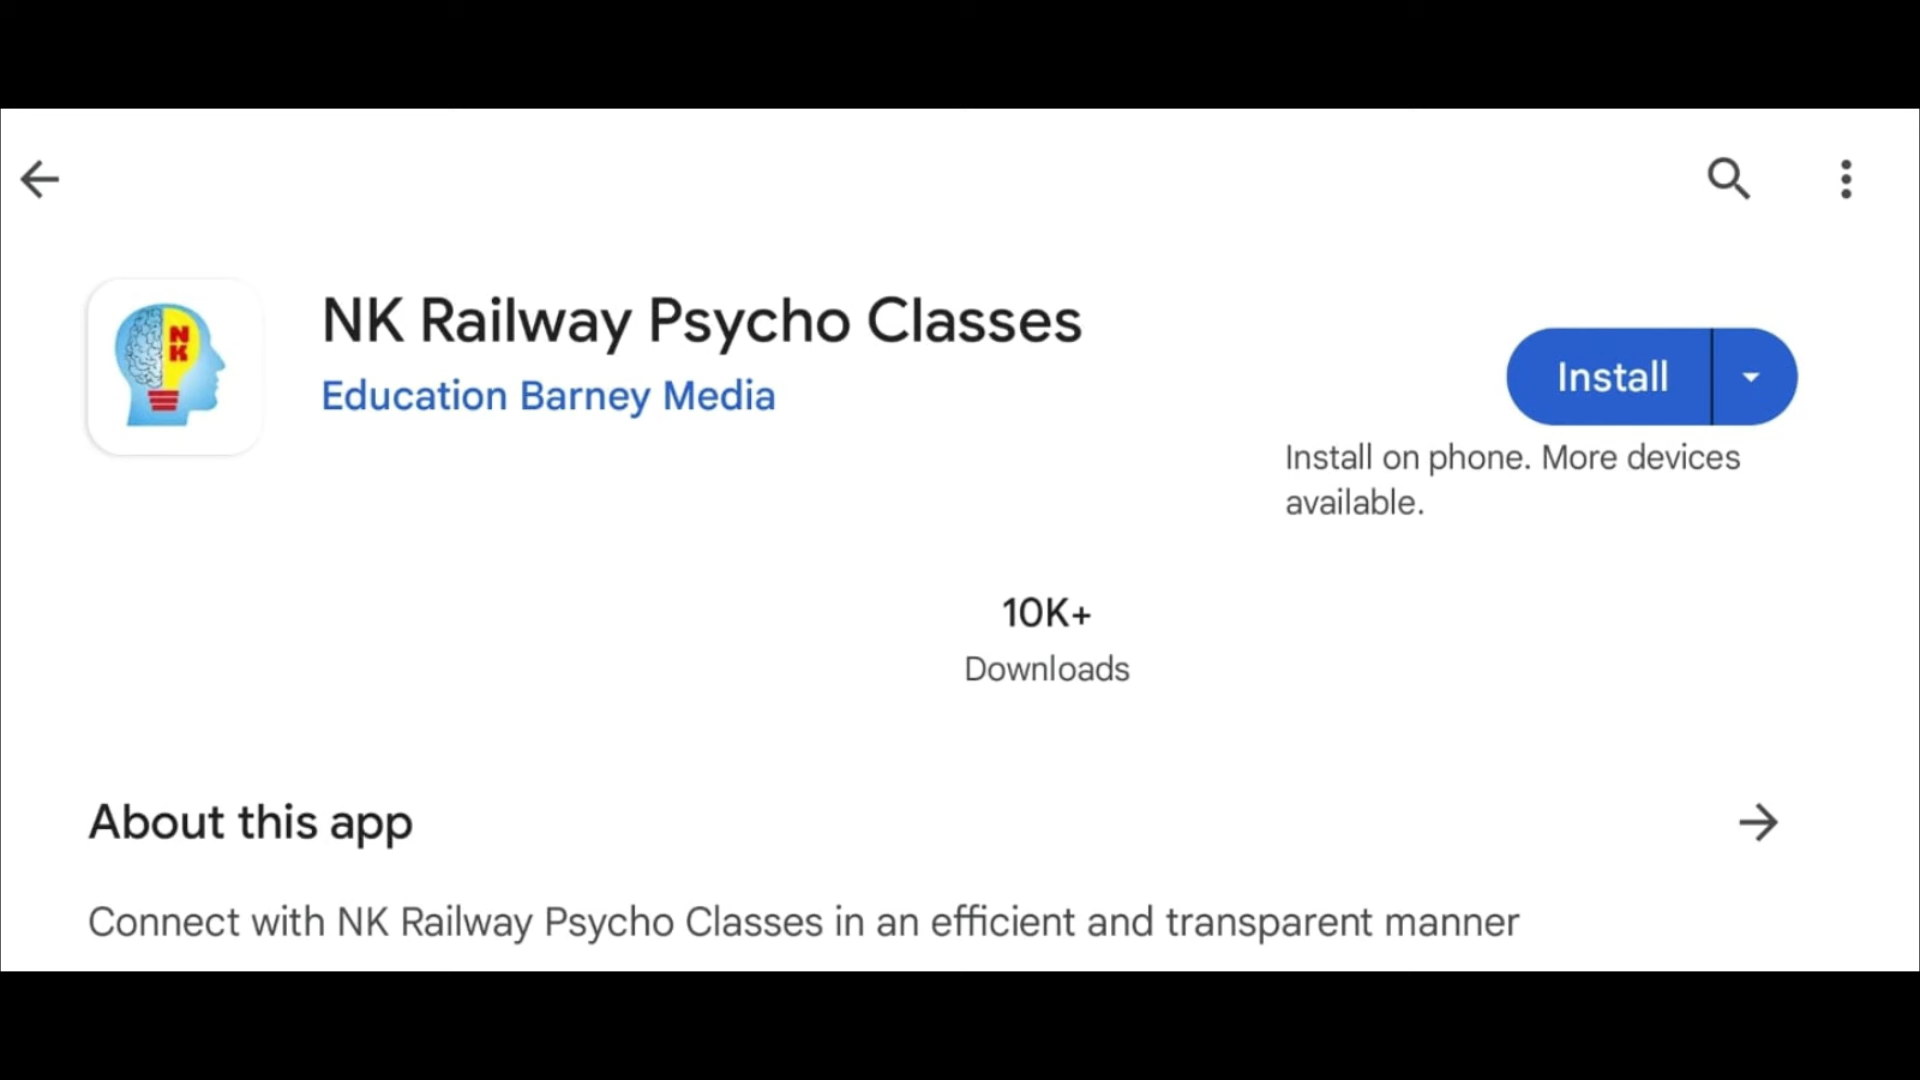 NK Railway Psycho Classes
N
K
Education Barney Media
Install
Install on phone. More devices
available.
10K+
Downloads
About this app
Connect with NK Railway Psycho Classes in an efficient and transparent manner